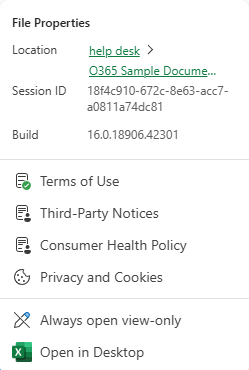 File Properties
Location help desk >
O365 Sample Docume...
Session ID 18f4c910-672c-8e63-acc7-
a0811a74dc81
Build 16.0.18906.42301
Terms of Use
Third-Party Notices
Consumer Health Policy
Privacy and Cookies
Always open view-only
Open in Desktop